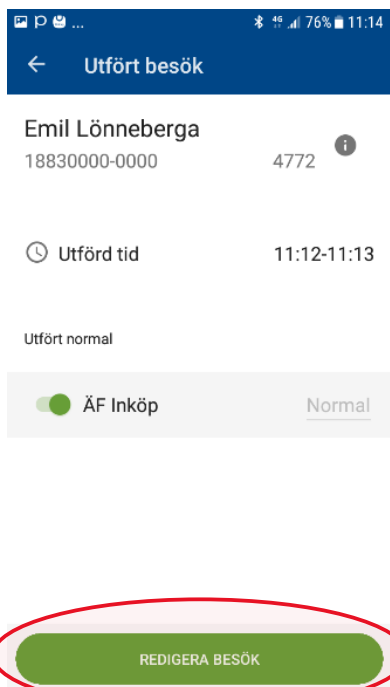 ... 4G 76% 11:14
Utfört besök
Emil Lönneberga
18830000-0000 4772
Utförd tid 11:12-11:13
Utfört normal
ÄF Inköp Normal
REDIGERA BESÖK